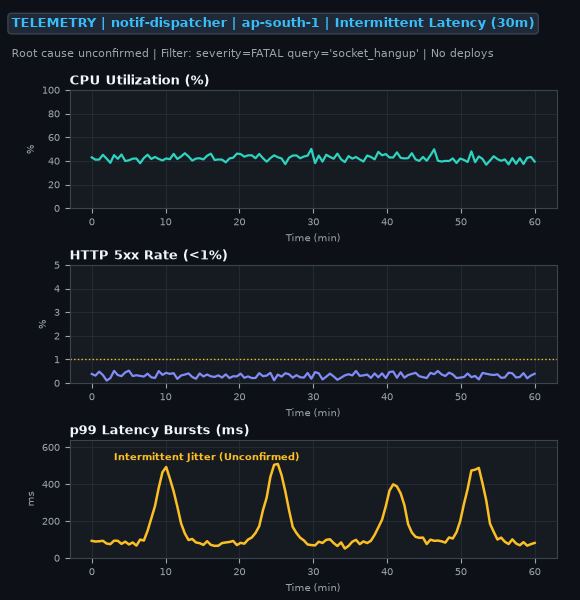 TELEMETRY | notif-dispatcher | ap-south-1 | Intermittent Latency (30m)
Root cause unconfirmed | Filter: severity=FATAL query='socket_hangup' | No deploys
CPU Utilization (%)
100
80
60
40
20
0
%
0 10 20 30 40 50 60
Time (min)
HTTP 5xx Rate (<1%)
5
4
3
2
1
0
%
0 10 20 30 40 50 60
Time (min)
p99 Latency Bursts (ms)
Intermittent Jitter (Unconfirmed)
600
400
200
0
ms
0 10 20 30 40 50 60
Time (min)